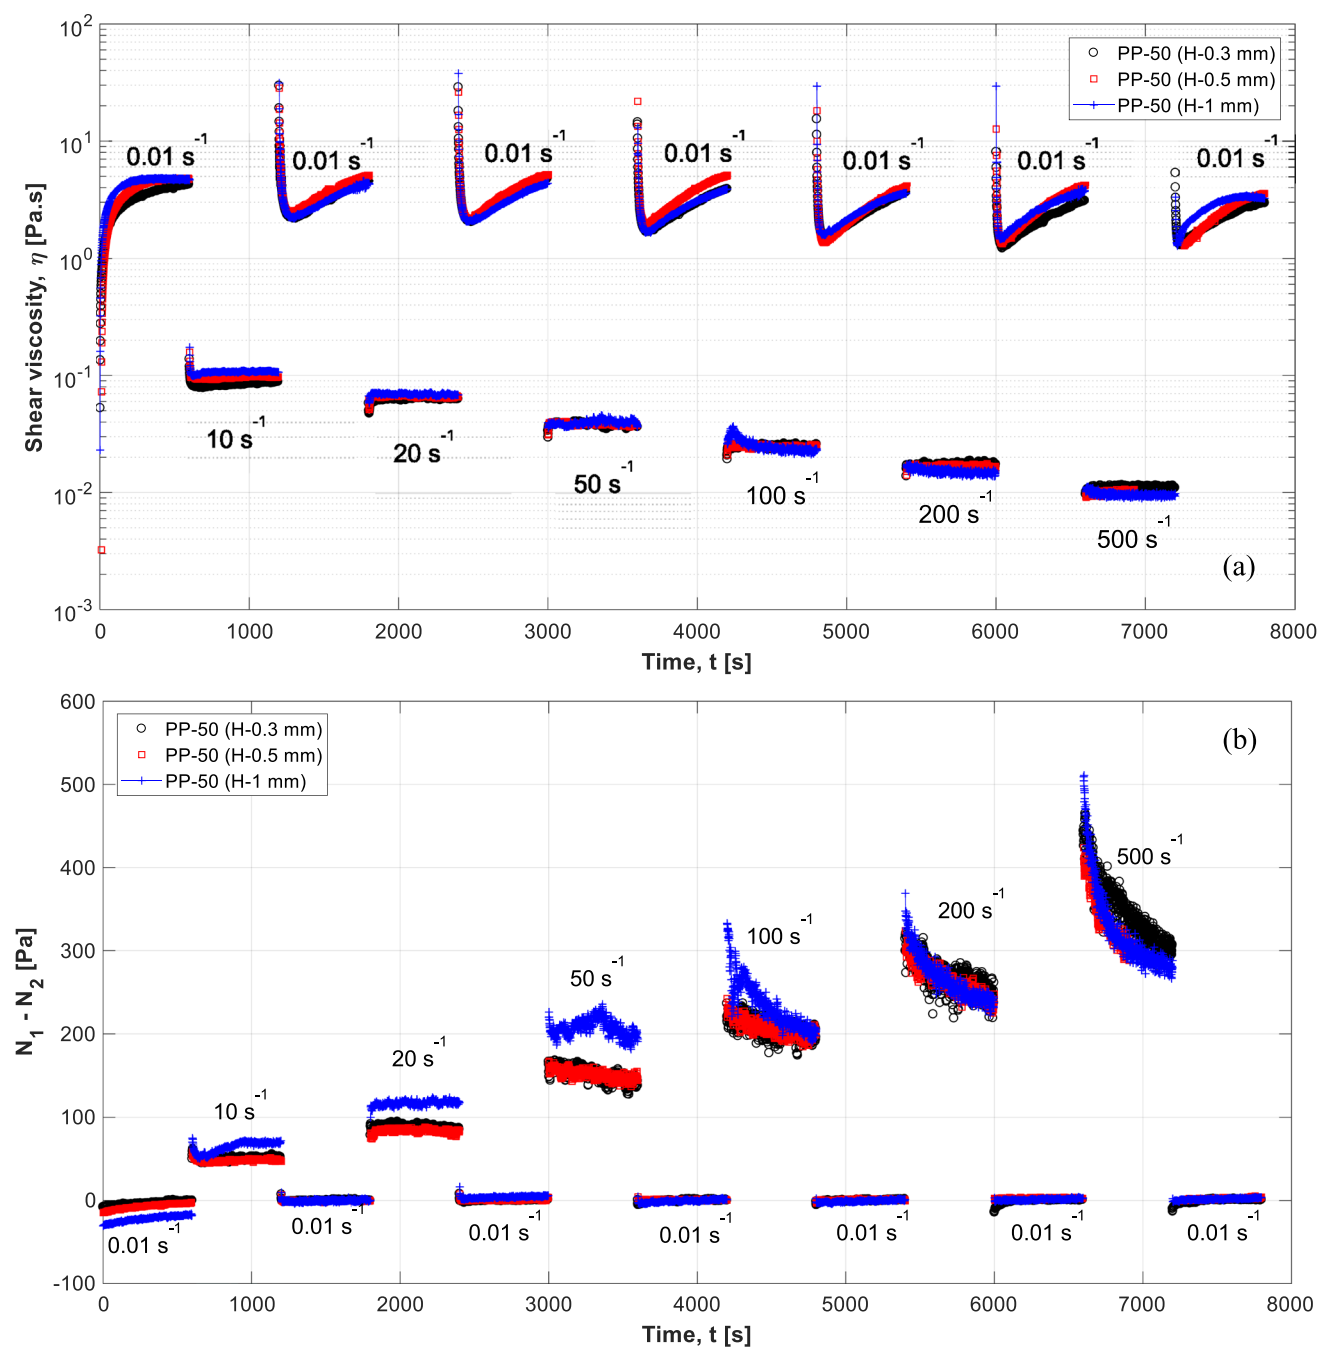 10^2
10^1
10^0
10^-1
10^-2
10^-3
Shear viscosity, η [Pa.s]
PP-50 (H-0.3 mm)
PP-50 (H-0.5 mm)
PP-50 (H-1 mm)
0.01 s^-1
0.01 s^-1
0.01 s^-1
0.01 s^-1
0.01 s^-1
0.01 s^-1
0.01 s^-1
10 s^-1
20 s^-1
50 s^-1
100 s^-1
200 s^-1
500 s^-1
(a)
0 1000 2000 3000 4000 5000 6000 7000 8000
Time, t [s]
600
500
400
300
200
100
0
-100
N_1 - N_2 [Pa]
PP-50 (H-0.3 mm)
PP-50 (H-0.5 mm)
PP-50 (H-1 mm)
(b)
10 s^-1
20 s^-1
50 s^-1
100 s^-1
200 s^-1
500 s^-1
0.01 s^-1
0.01 s^-1
0.01 s^-1
0.01 s^-1
0.01 s^-1
0.01 s^-1
0.01 s^-1
0 1000 2000 3000 4000 5000 6000 7000 8000
Time, t [s]